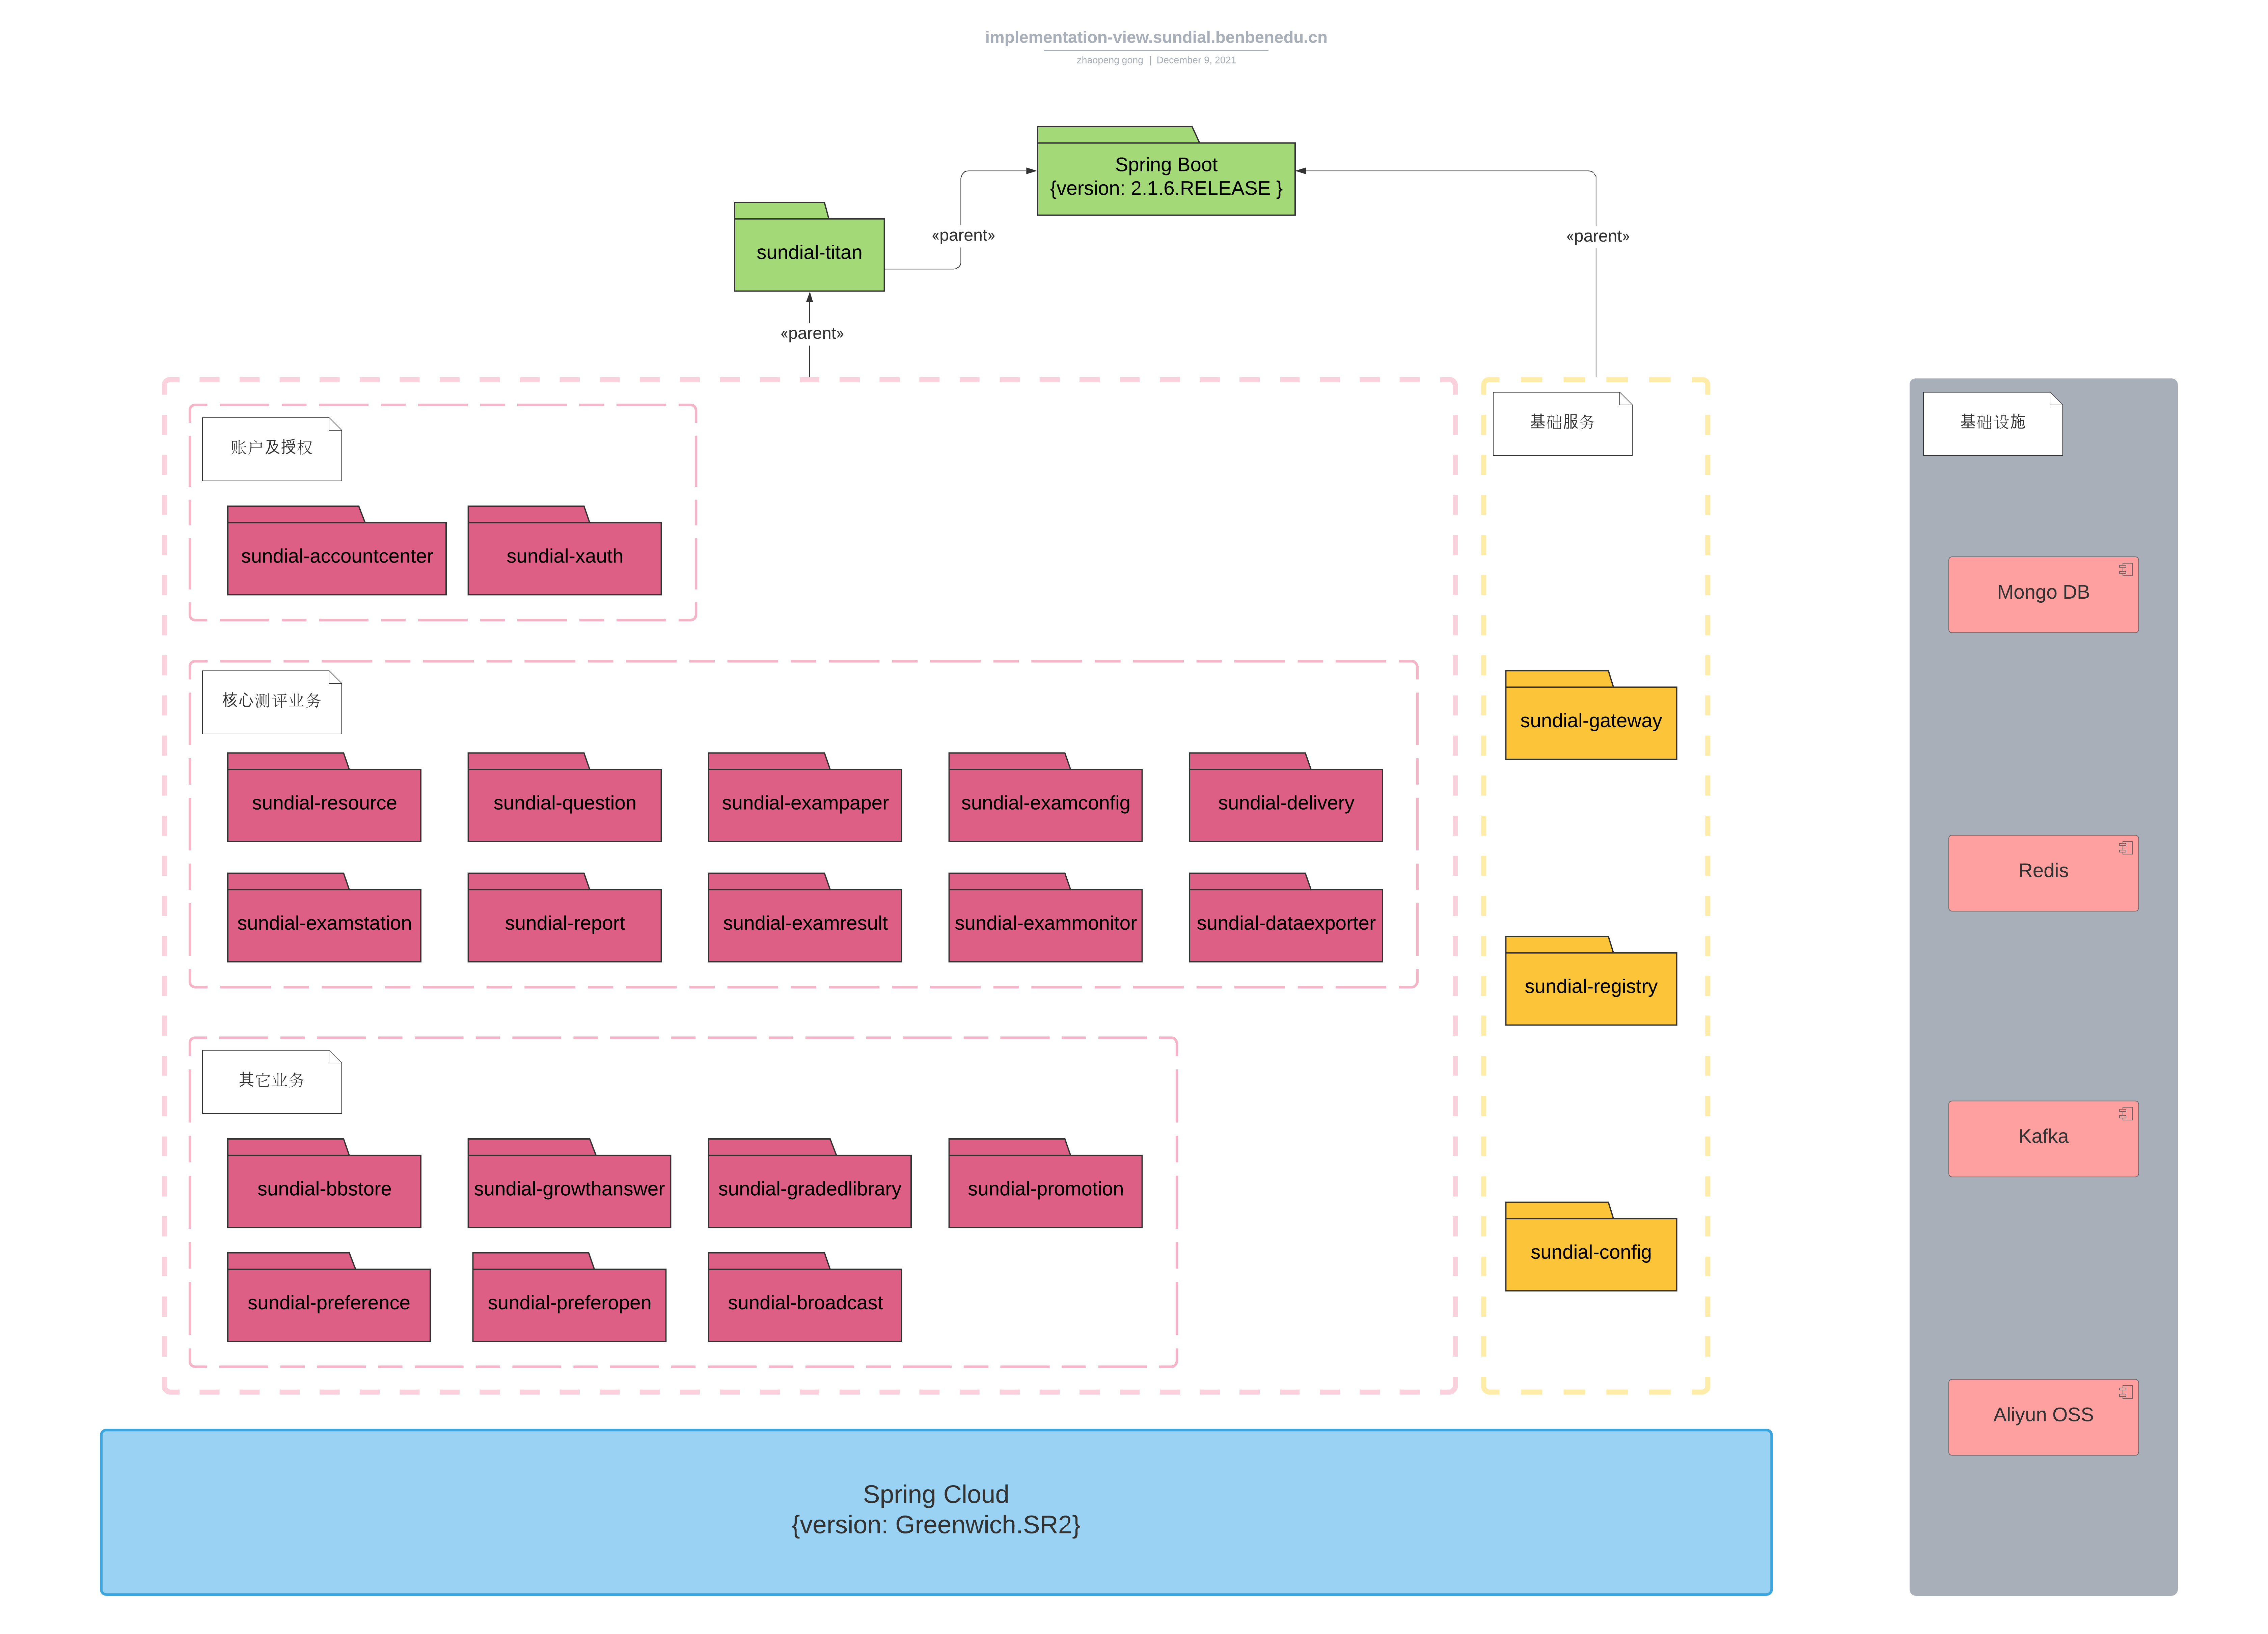 implementation-view.sundial.benbenedu.cn
zhaopeng gong | December 9, 2021
Spring Boot
{version: 2.1.6.RELEASE }
sundial-titan
«parent»
«parent»
«parent»
账户及授权
sundial-accountcenter
sundial-xauth
核心测评业务
sundial-resource
sundial-question
sundial-exampaper
sundial-examconfig
sundial-delivery
sundial-examstation
sundial-report
sundial-examresult
sundial-exammonitor
sundial-dataexporter
其它业务
sundial-bbstore
sundial-growthanswer
sundial-gradedlibrary
sundial-promotion
sundial-preference
sundial-preferopen
sundial-broadcast
基础服务
sundial-gateway
sundial-registry
sundial-config
基础设施
Mongo DB
Redis
Kafka
Aliyun OSS
Spring Cloud
{version: Greenwich.SR2}